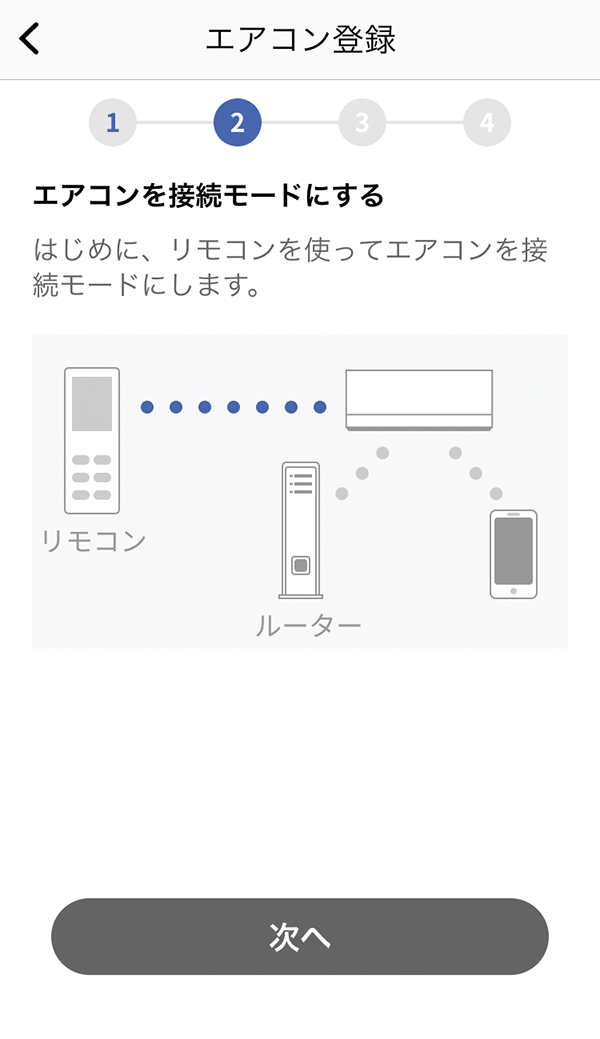 エアコン登録
1 2 3 4
エアコンを接続モードにする
はじめに、リモコンを使ってエアコンを接
続モードにします。
リモコン
ルーター
次へ